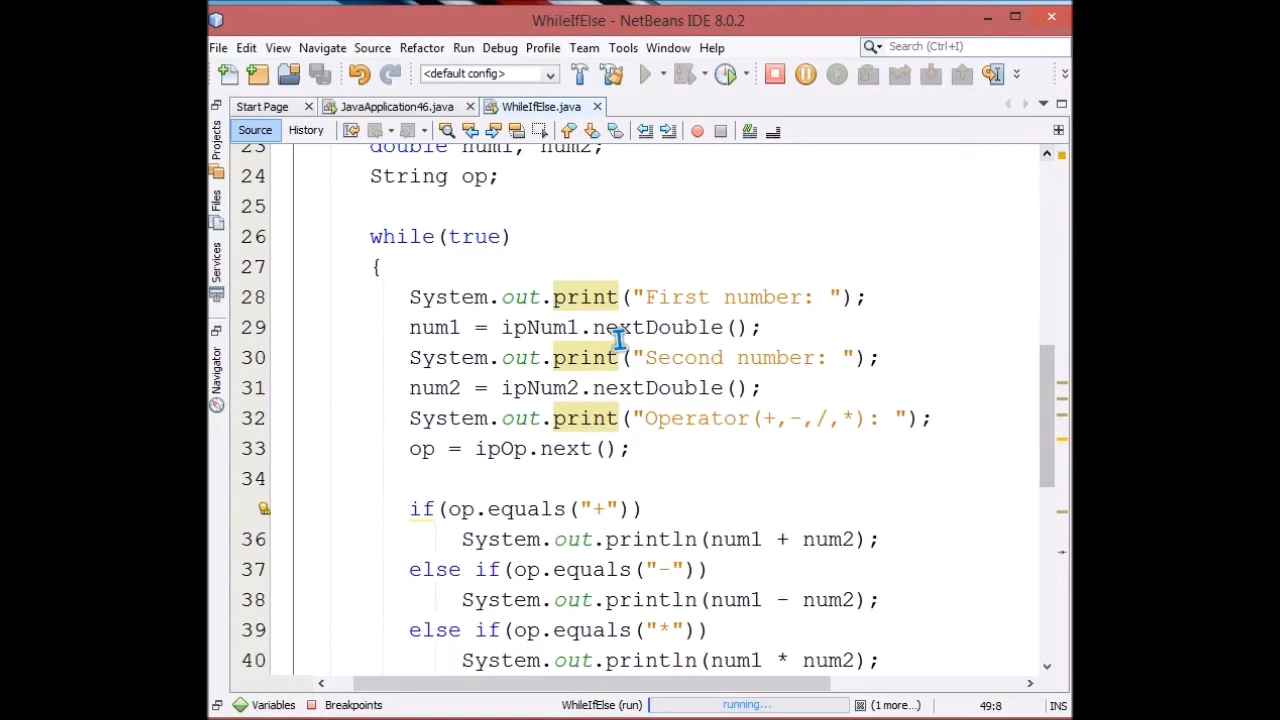 WhileIfElse - NetBeans IDE 8.0.2
File Edit View Navigate Source Refactor Run Debug Profile Team Tools Window Help
Search (Ctrl+I)
<default config>
Start Page JavaApplication46.java WhileIfElse.java
Source History
Projects
Files
Services
Navigator
23 double num1, num2;
24 String op;
25
26 while(true)
27 {
28 System.out.print("First number: ");
29 num1 = ipNum1.nextDouble();
30 System.out.print("Second number: ");
31 num2 = ipNum2.nextDouble();
32 System.out.print("Operator(+,-,/,*): ");
33 op = ipOp.next();
34
if(op.equals("+"))
36 System.out.println(num1 + num2);
37 else if(op.equals("-"))
38 System.out.println(num1 - num2);
39 else if(op.equals("*"))
40 System.out.println(num1 * num2);
Variables Breakpoints WhileIfElse (run) running... (1 more...) 49:8 INS